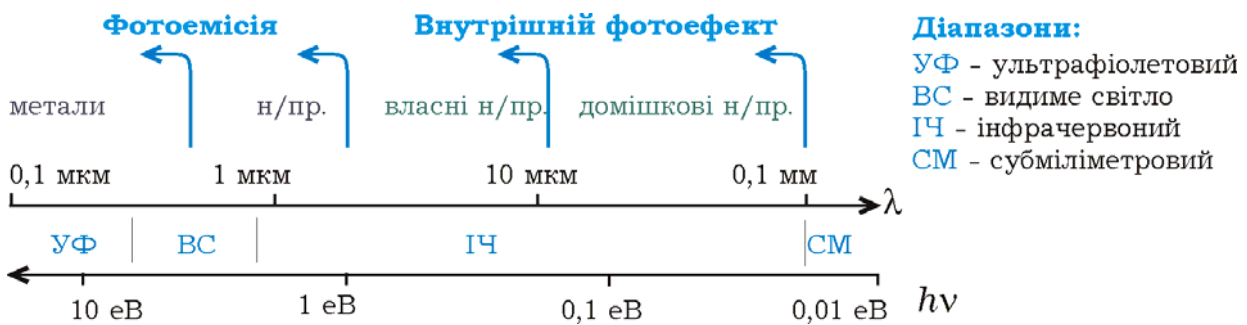 Фотоемісія Внутрішній фотоефект
метали н/пр. власні н/пр. домішкові н/пр.
0,1 мкм 1 мкм 10 мкм 0,1 мм
λ
УФ ВС ІЧ СМ
10 еВ 1 еВ 0,1 еВ 0,01 еВ hν
Діапазони:
УФ - ультрафіолетовий
ВС - видиме світло
ІЧ - інфрачервоний
СМ - субміліметровий